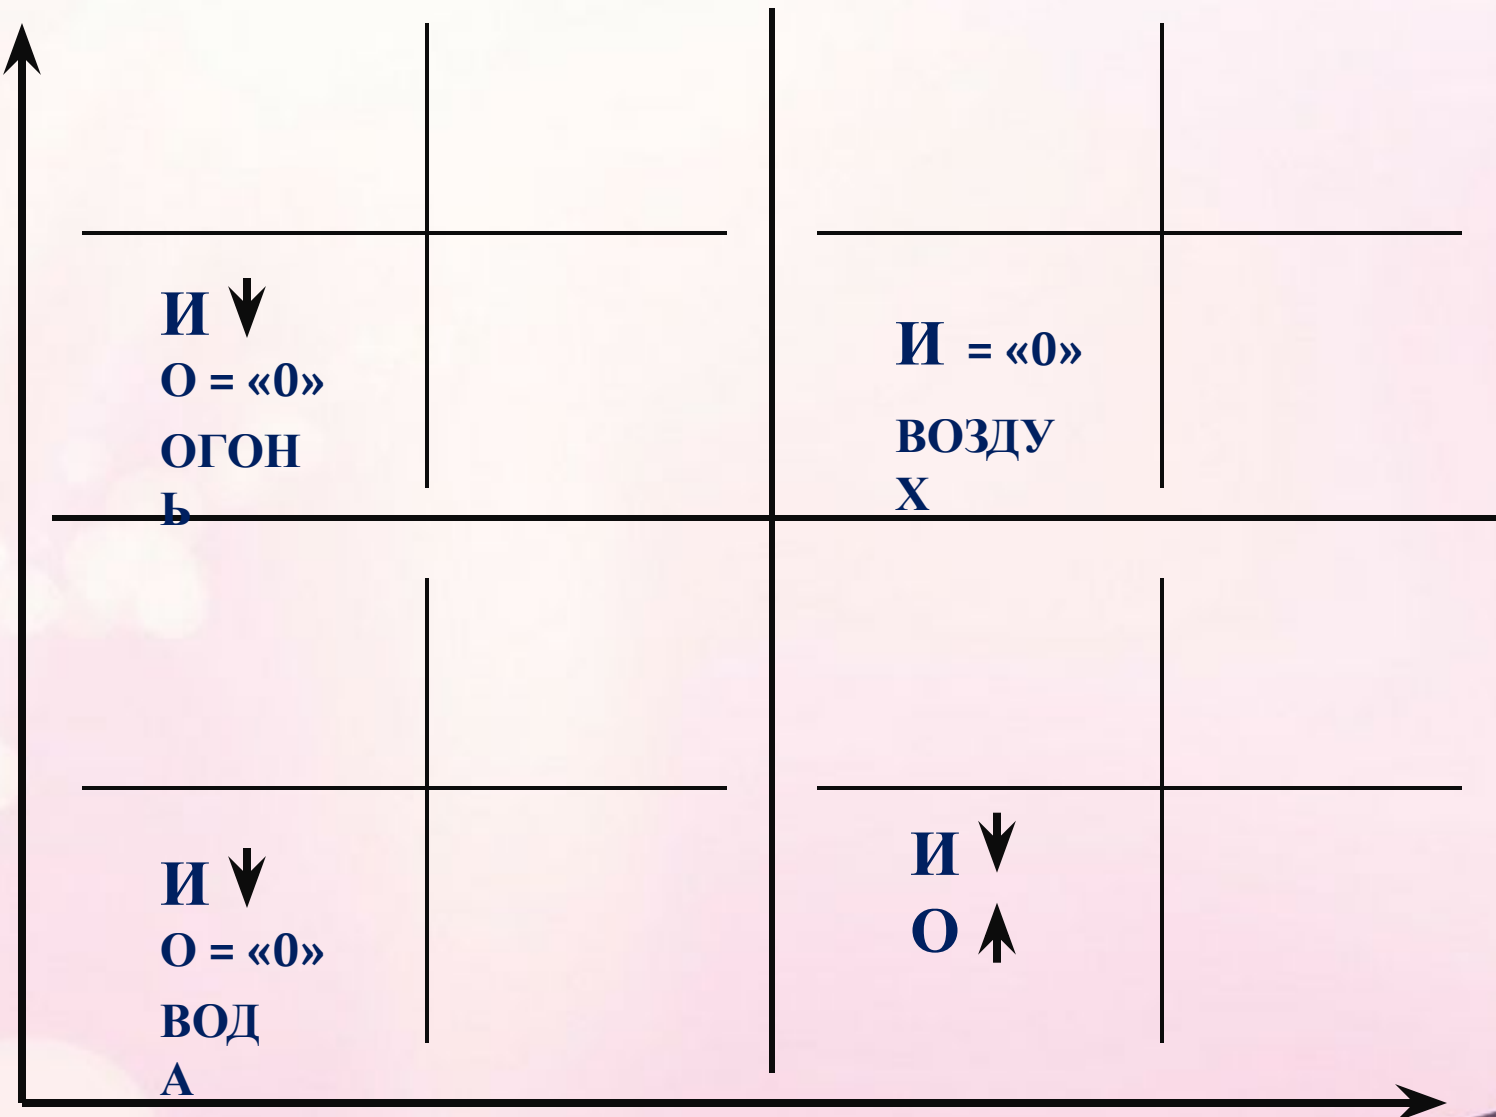 И
О = «0»
ОГОН
Ь
И = «0»
ВОЗДУ
Х
И
О = «0»
ВОД
А
И
О